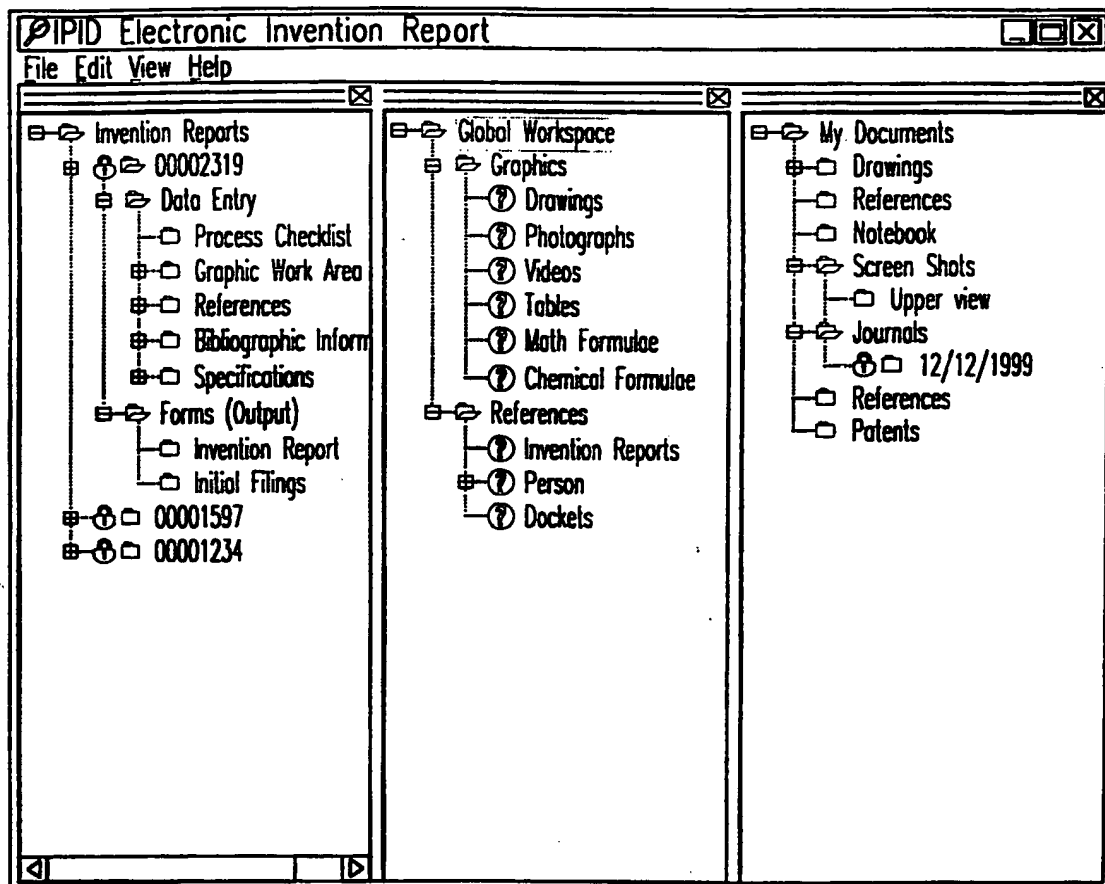 IPID Electronic Invention Report
File Edit View Help
Invention Reports
00002319
Data Entry
Process Checklist
Graphic Work Area
References
Bibliographic Inform
Specifications
Forms (Output)
Invention Report
Initial Filings
00001597
00001234
Global Workspace
Graphics
Drawings
Photographs
Videos
Tables
Math Formulae
Chemical Formulae
References
Invention Reports
Person
Dockets
My Documents
Drawings
References
Notebook
Screen Shots
Upper view
Journals
12/12/1999
References
Patents